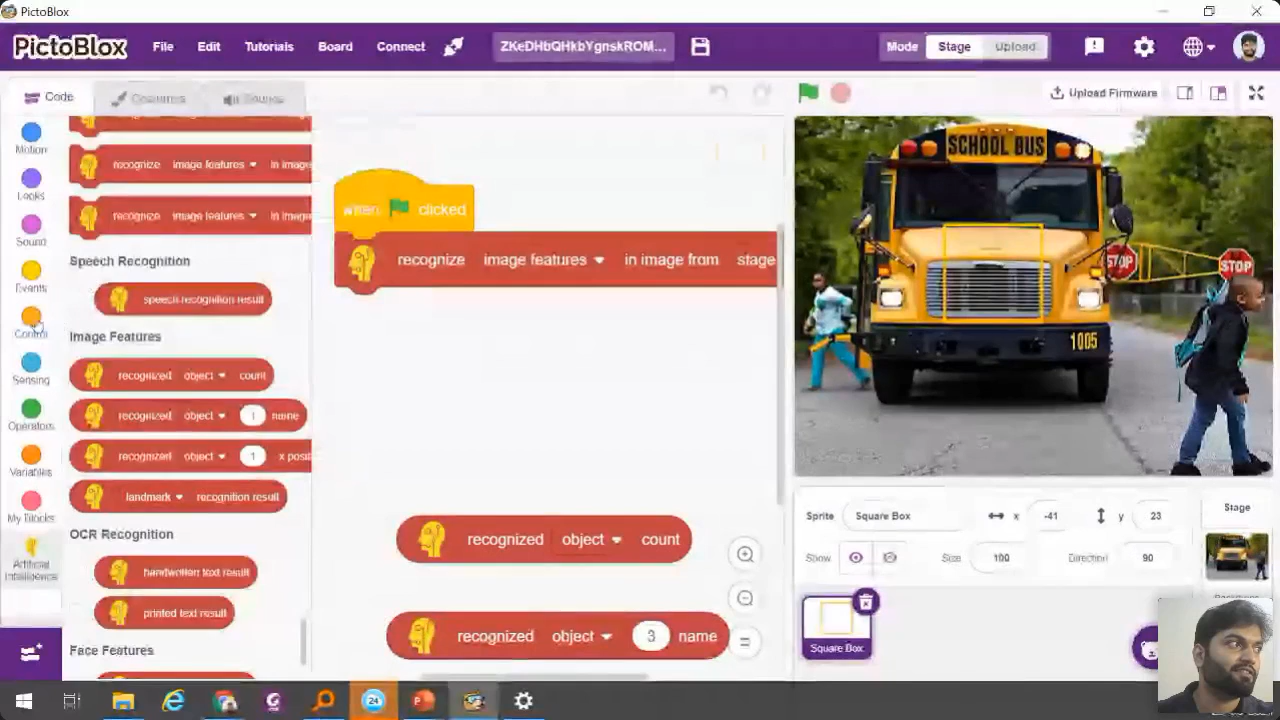 PictoBlox
PictoBlox File Edit Tutorials Board Connect ZKeDHbQHkbYgnskROM... Mode Stage Upload
Code Costumes Sounds Upload Firmware
Motion
Looks
Sound
Events
Control
Sensing
Operators
Variables
My Blocks
Artificial
Intelligence
recognize image features in imag
recognize image features in imag
Speech Recognition
speech recognition result
Image Features
recognized object count
recognized object 1 name
recognized object 1 x posit
landmark recognition result
OCR Recognition
handwritten text result
printed text result
Face Features
when clicked
recognize image features in image from stage
recognized object count
recognized object 3 name
SCHOOL BUS
STOP
STOP
1005
Sprite Square Box x -41 y 23
Show Size 100 Direction 90
Stage
Square Box
24